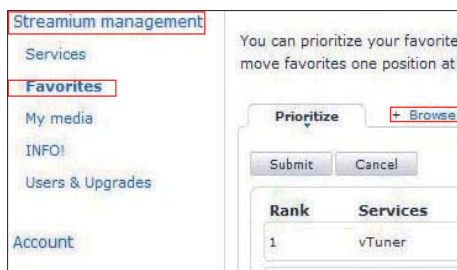 Streamium management
Services
Favorites
My media
INFO!
Users & Upgrades
Account
You can prioritize your favorite
move favorites one position at
Prioritize
+ Browse
Submit
Cancel
Rank Services
1 vTuner